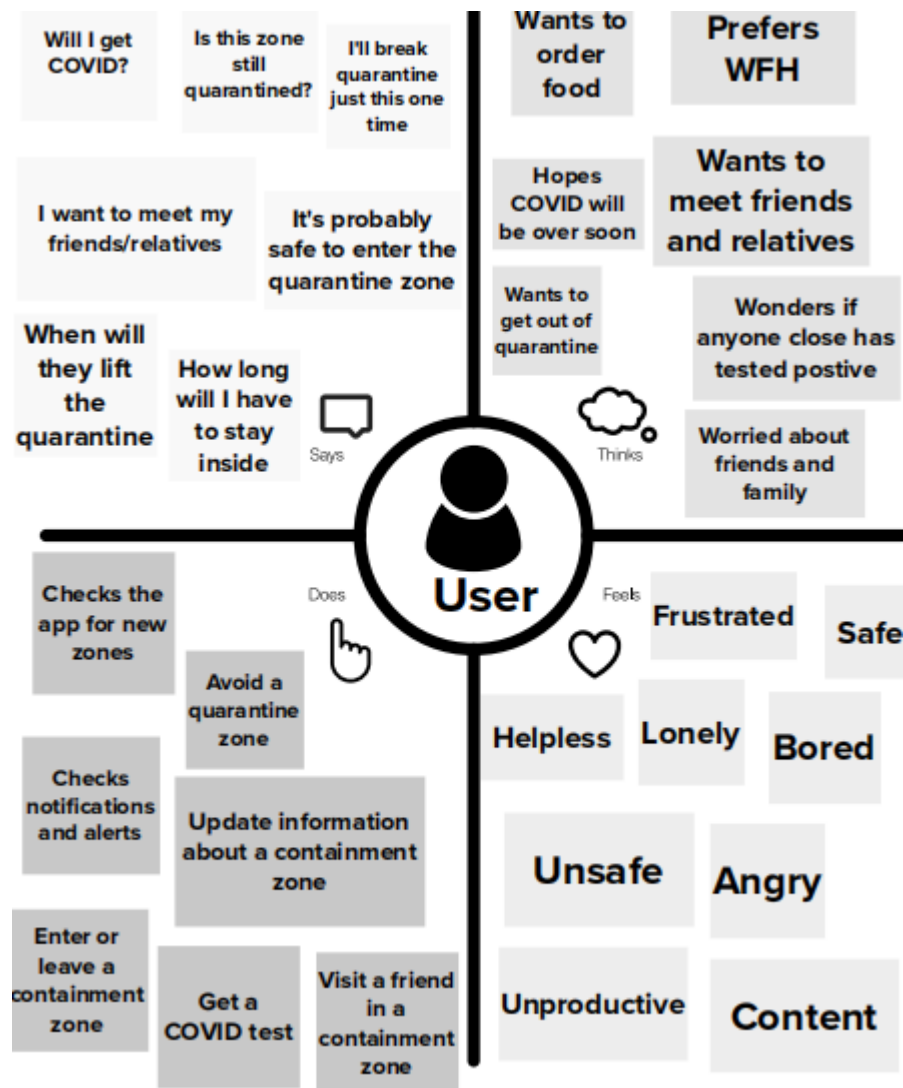 Will I get
COVID?
Is this zone
still
quarantined?
I'll break
quarantine
just this one
time
I want to meet my
friends/relatives
It's probably
safe to enter the
quarantine zone
When will
they lift
the
quarantine
How long
will I have
to stay
inside
Says
Wants to
order
food
Prefers
WFH
Hopes
COVID will
be over soon
Wants to
meet friends
and relatives
Wants to
get out of
quarantine
Wonders if
anyone close has
tested postive
Worried about
friends and
family
Thinks
User
Does
Checks the
app for new
zones
Avoid a
quarantine
zone
Checks
notifications
and alerts
Update information
about a containment
zone
Enter or
leave a
containment
zone
Get a
COVID test
Visit a friend
in a
containment
zone
Feels
Frustrated
Safe
Helpless
Lonely
Bored
Unsafe
Angry
Unproductive
Content